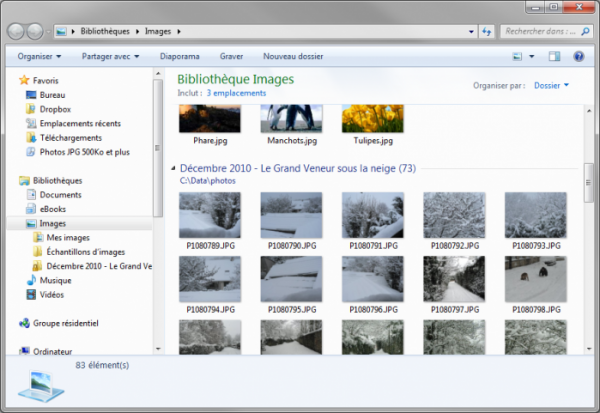 Bibliothèques ▸ Images ▸
Rechercher dans : ...
Organiser Partager avec Diaporama Graver Nouveau dossier
Favoris
Bureau
Dropbox
Emplacements récents
Téléchargements
Photos JPG 500Ko et plus
Bibliothèques
Documents
eBooks
Images
Mes images
Échantillons d'images
Décembre 2010 - Le Grand Ve
Musique
Vidéos
Groupe résidentiel
Ordinateur
Bibliothèque Images
Inclut : 3 emplacements
Organiser par : Dossier
Phare.jpg Manchots.jpg Tulipes.jpg
Décembre 2010 - Le Grand Veneur sous la neige (73)
C:\Data\photos
P1080789.JPG P1080790.JPG P1080791.JPG P1080792.JPG P1080793.JPG
P1080794.JPG P1080795.JPG P1080796.JPG P1080797.JPG P1080798.JPG
83 élément(s)